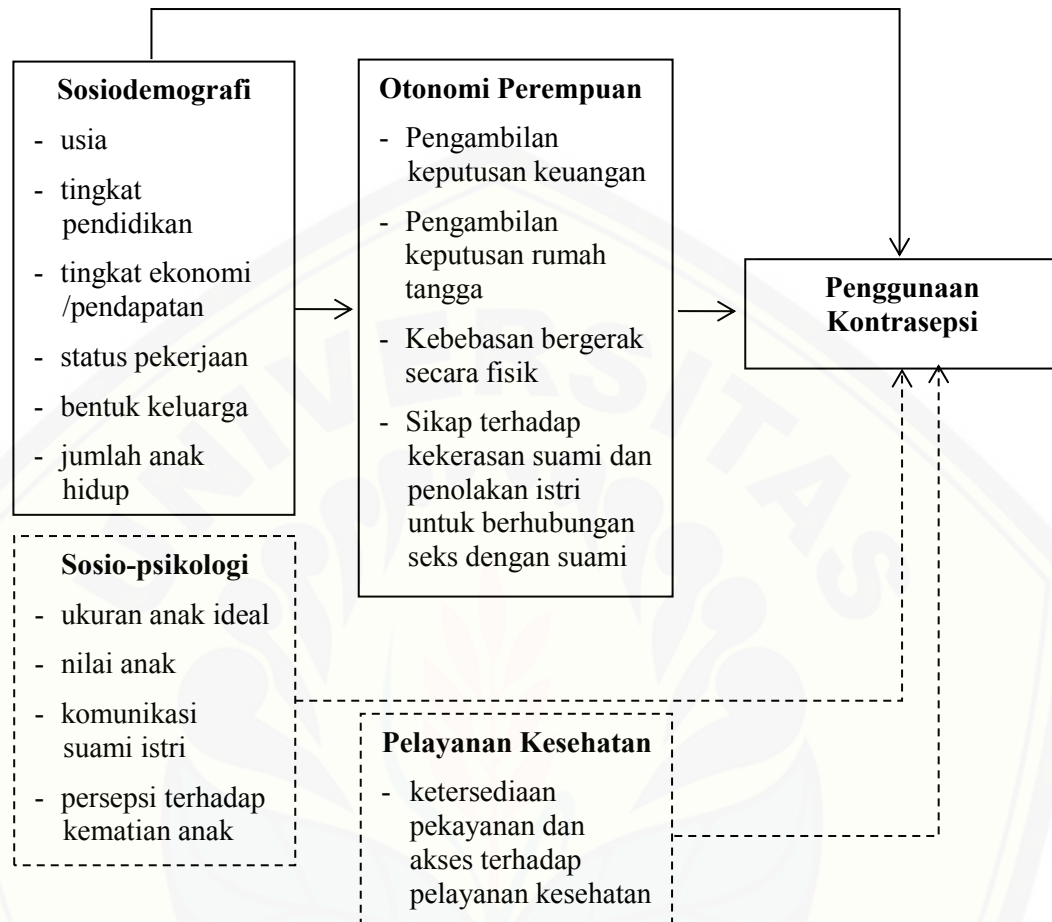 Sosiodemografi
- usia
- tingkat
pendidikan
- tingkat ekonomi
/pendapatan
- status pekerjaan
- bentuk keluarga
- jumlah anak
hidup
Otonomi Perempuan
- Pengambilan
keputusan keuangan
- Pengambilan
keputusan rumah
tangga
- Kebebasan bergerak
secara fisik
- Sikap terhadap
kekerasan suami dan
penolakan istri
untuk berhubungan
seks dengan suami
Penggunaan
Kontrasepsi
Sosio-psikologi
- ukuran anak ideal
- nilai anak
- komunikasi
suami istri
- persepsi terhadap
kematian anak
Pelayanan Kesehatan
- ketersediaan
pekayanan dan
akses terhadap
pelayanan kesehatan
UNIVERSITAS